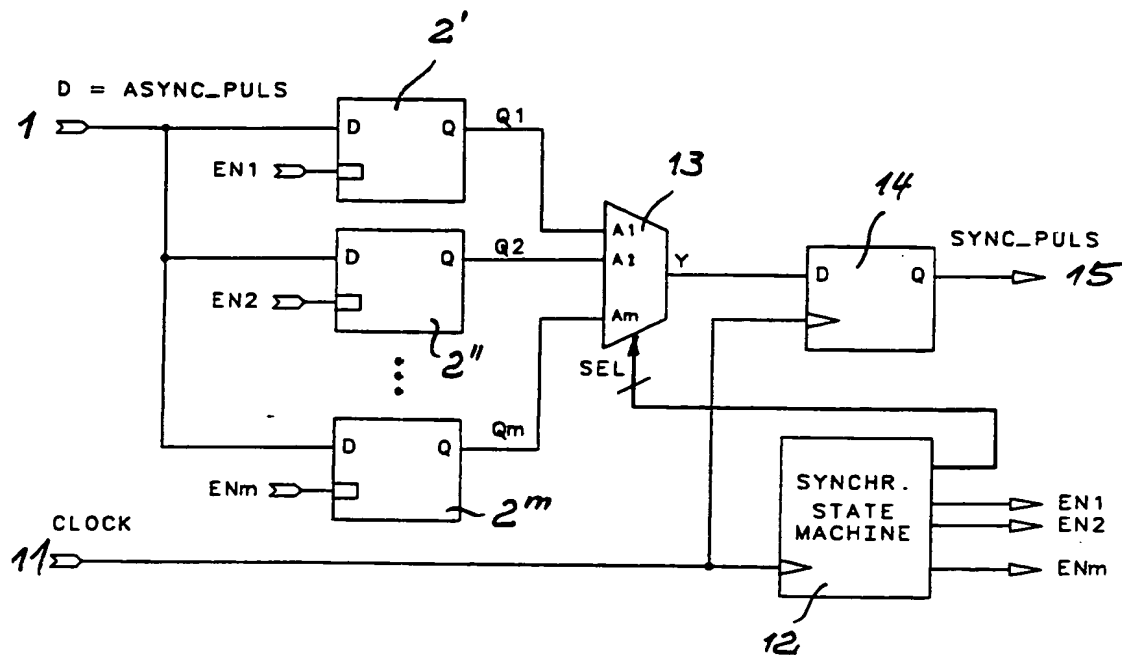 2'
D = ASYNC_PULS
1
D Q
Q1
EN1
13
14
A1
D Q
Q2
A2
Y
SYNC_PULS
EN2
D Q
15
Am
2"
SEL
D Q
Qm
ENm
2m
SYNCHR.
STATE
MACHINE
EN1
EN2
CLOCK
11
ENm
12